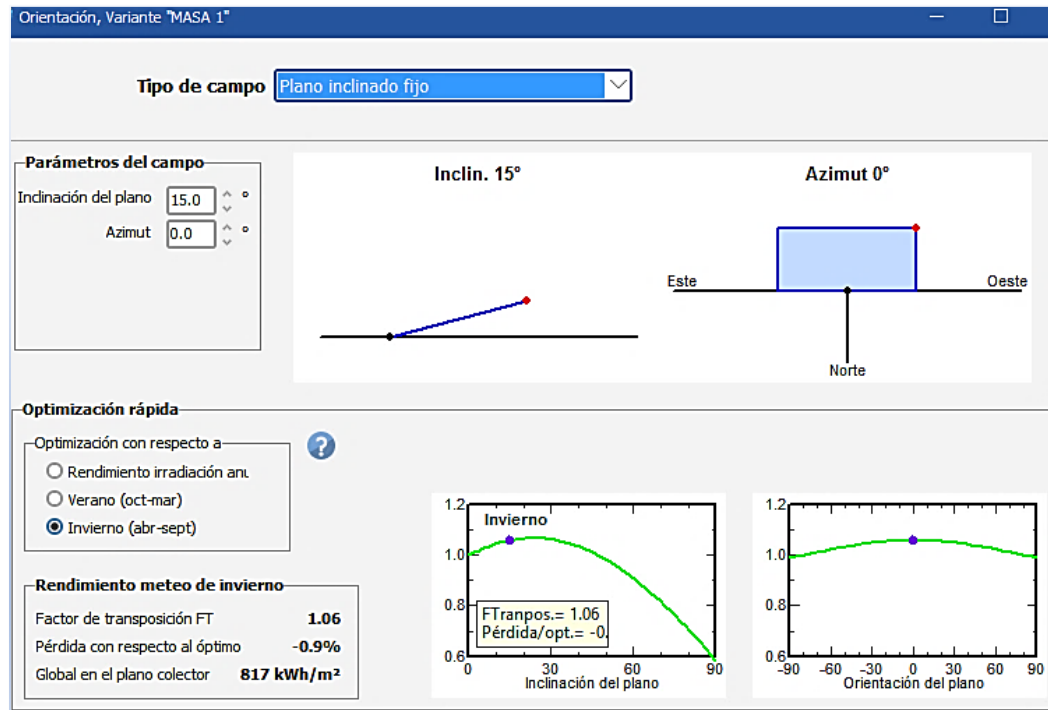 Orientación, Variante "MASA 1"
Tipo de campo Plano inclinado fijo
Parámetros del campo
Inclinación del plano 15.0 °
Azimut 0.0 °
Inclin. 15°
Azimut 0°
Este
Oeste
Norte
Optimización rápida
Optimización con respecto a
Rendimiento irradiación anu
Verano (oct-mar)
Invierno (abr-sept)
?
Rendimiento meteo de invierno
Factor de transposición FT 1.06
Pérdida con respecto al óptimo -0.9%
Global en el plano colector 817 kWh/m²
1.2
Invierno
1.0
0.8
FTranpos.= 1.06
Pérdida/opt.= -0.
0.6
0 30 60 90
Inclinación del plano
1.2
1.0
0.8
0.6
-90 -60 -30 0 30 60 90
Orientación del plano